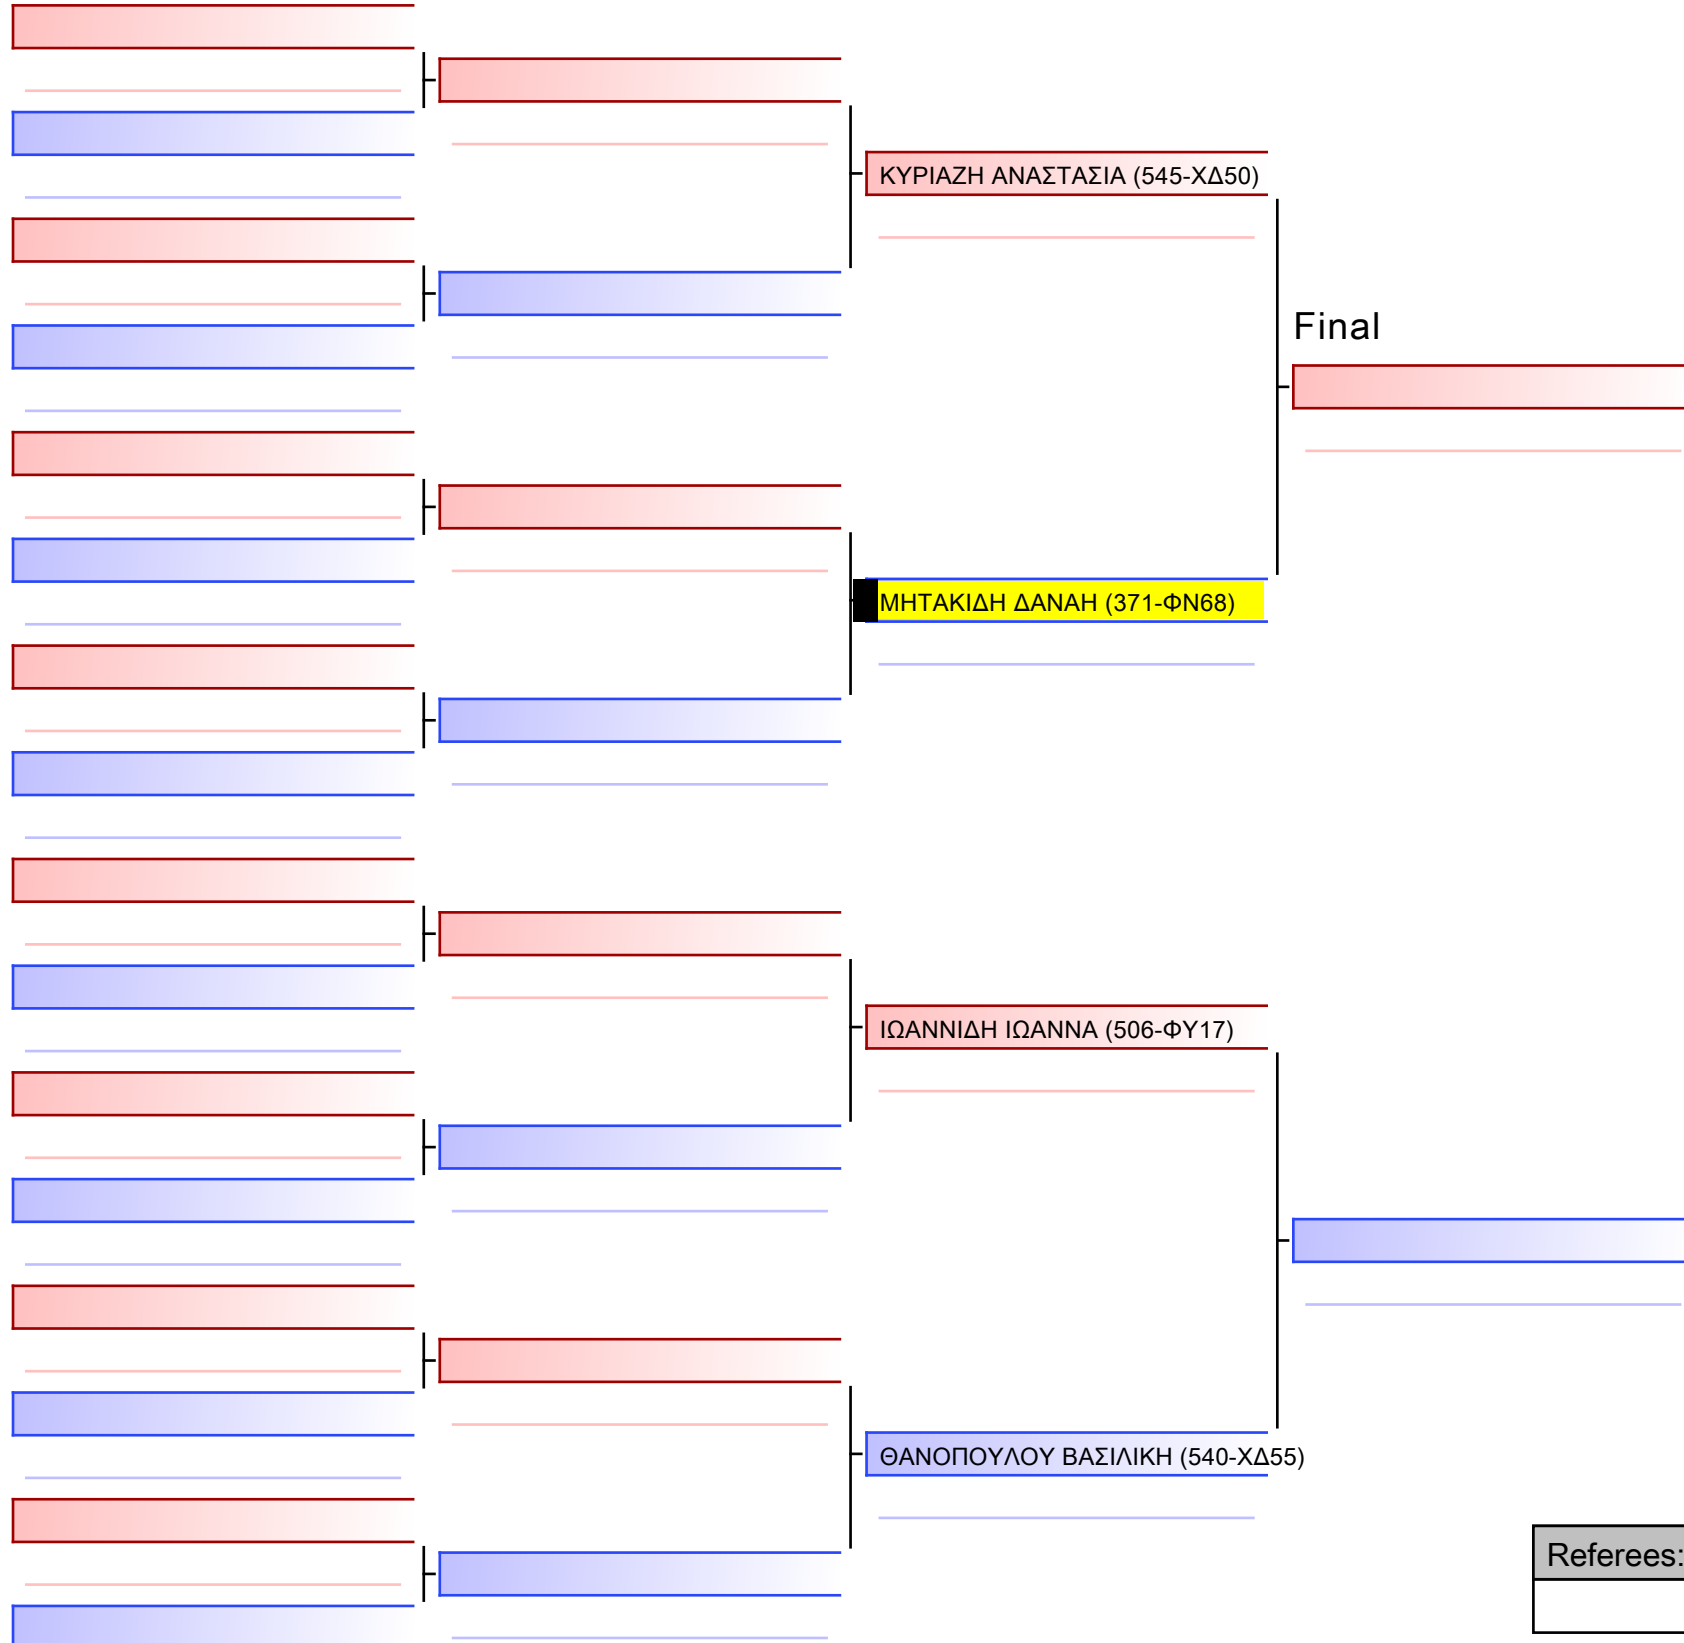 ΚΥΡΙΑΖΗ ΑΝΑΣΤΑΣΙΑ (545-ΧΔ50)
Final
ΜΗΤΑΚΙΔΗ ΔΑΝΑΗ (371-ΦΝ68)
ΙΩΑΝΝΙΔΗ ΙΩΑΝΝΑ (506-ΦΥ17)
ΘΑΝΟΠΟΥΛΟΥ ΒΑΣΙΛΙΚΗ (540-ΧΔ55)
Referees: